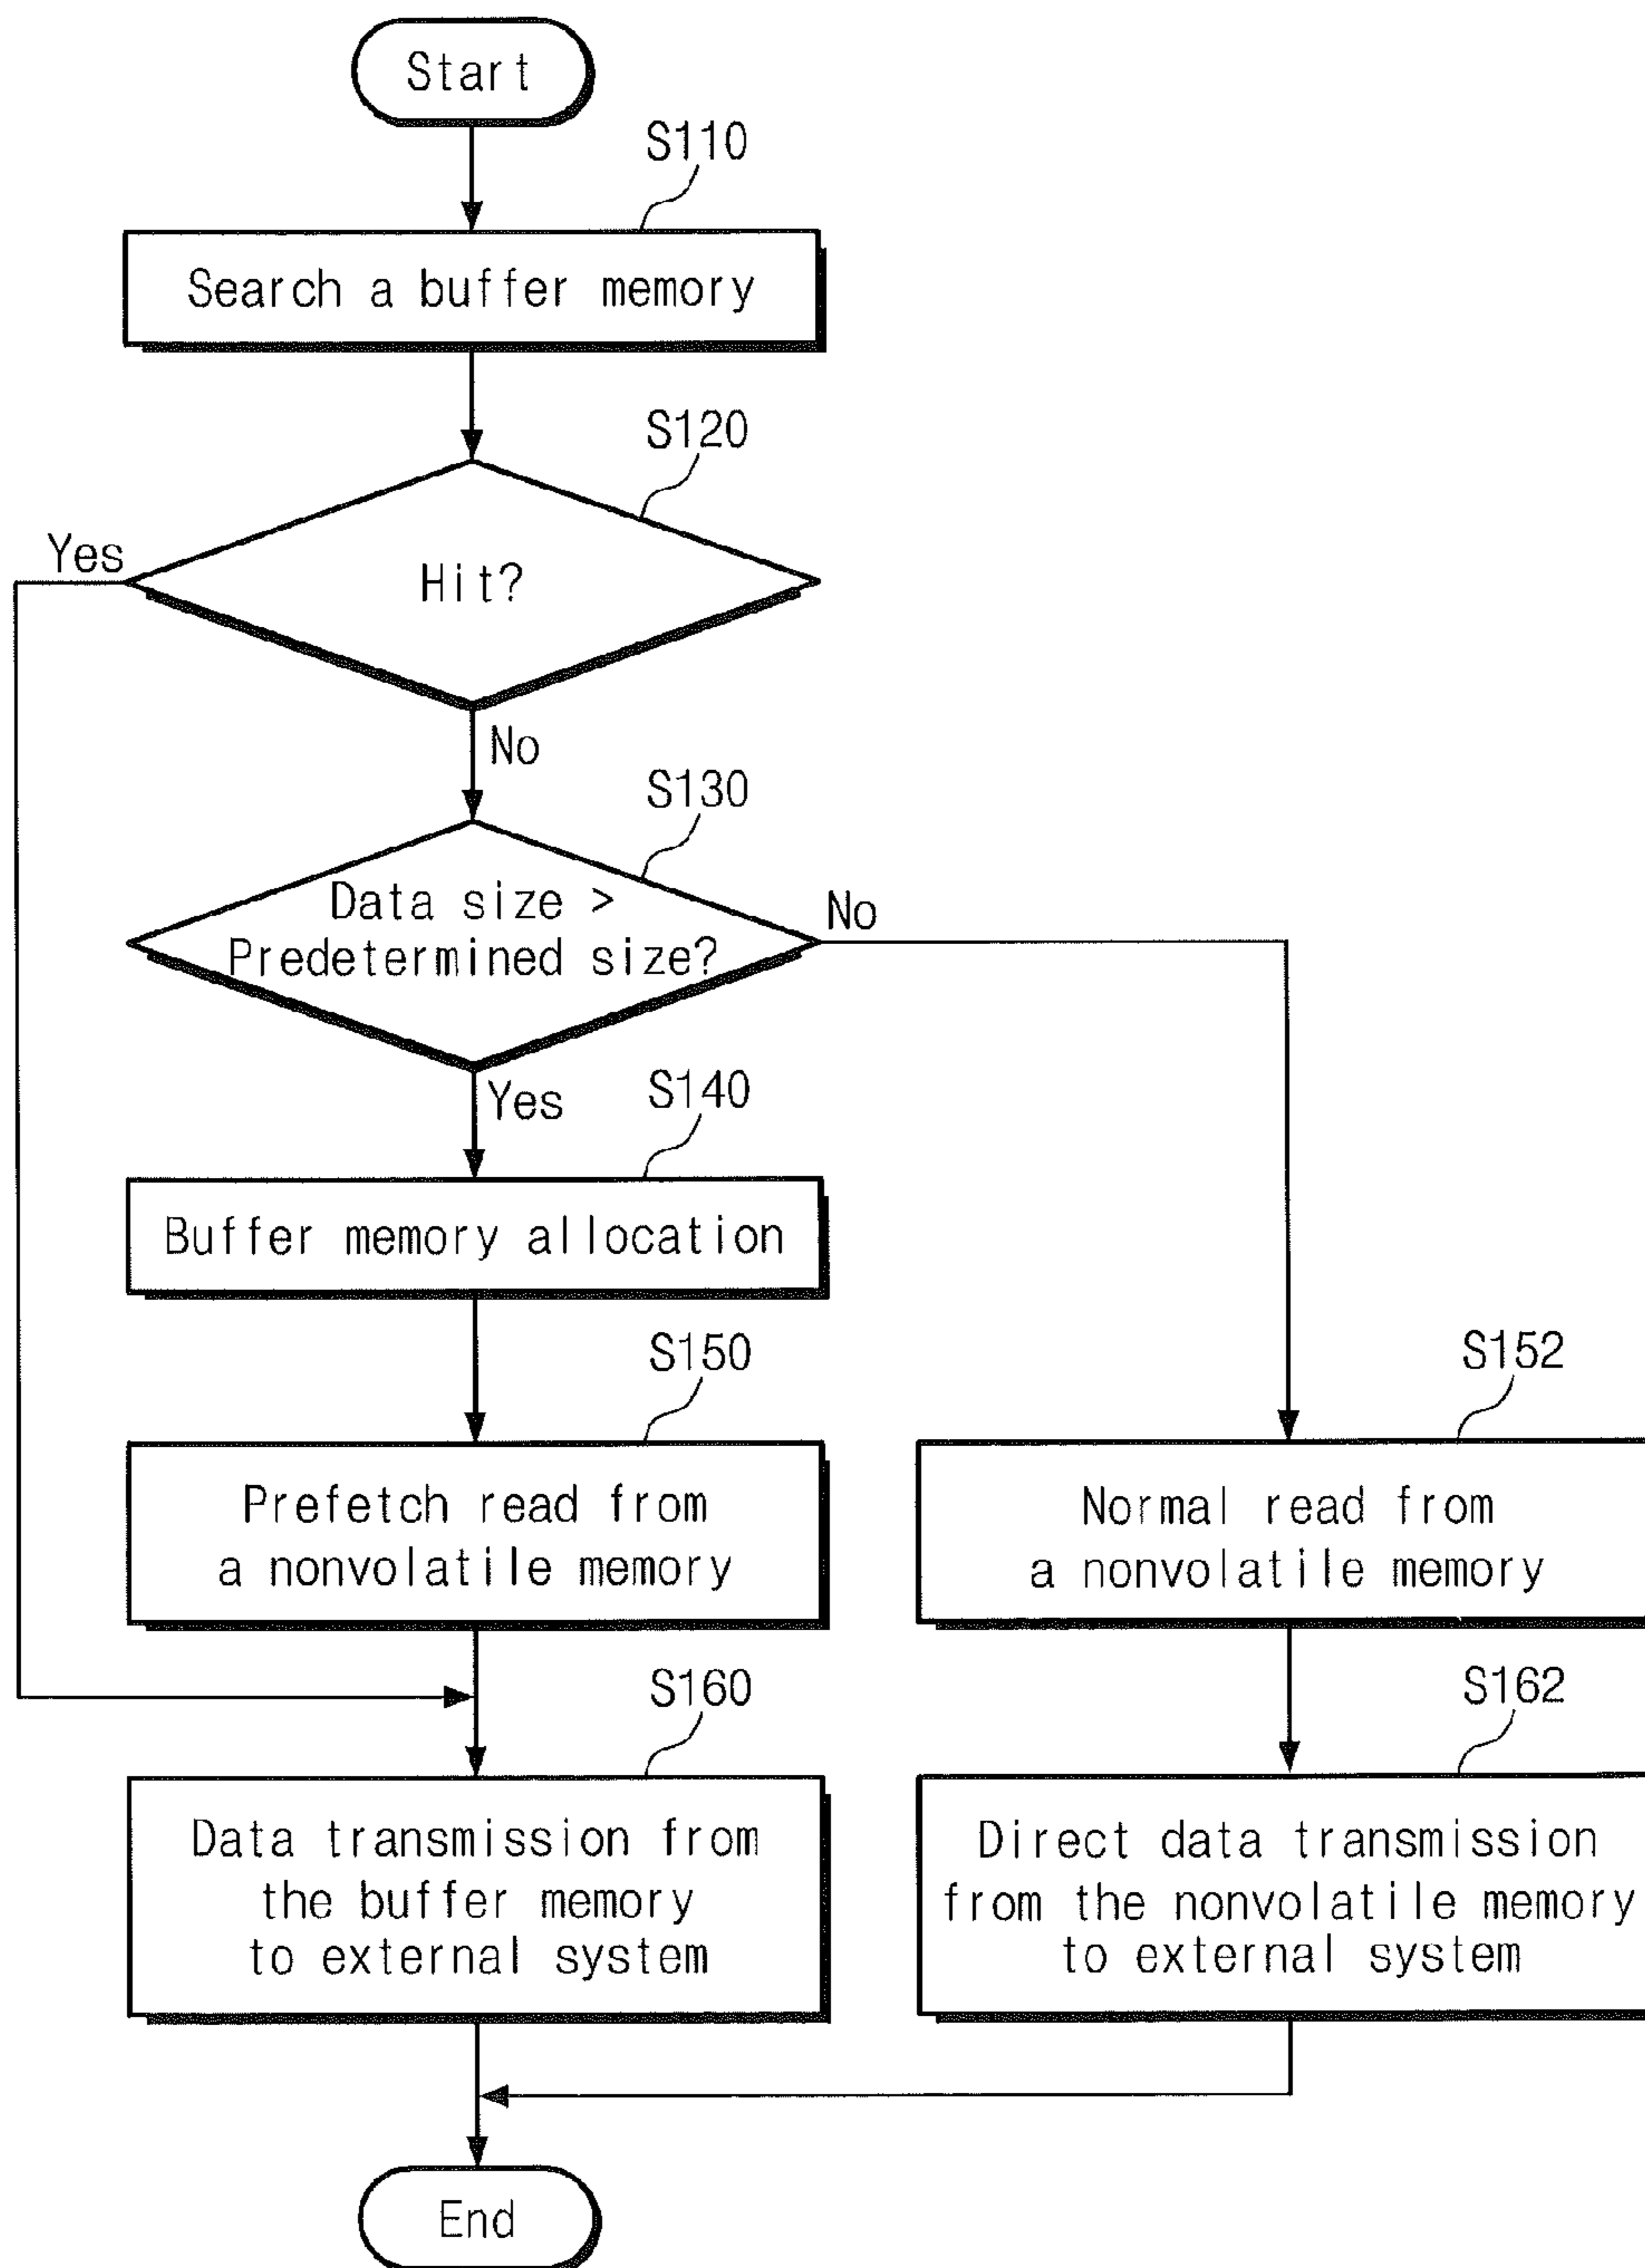 Start
S110
Search a buffer memory
S120
Yes
Hit?
No
S130
Data size >
Predetermined size?
No
Yes
S140
Buffer memory allocation
S150
S152
Prefetch read from
a nonvolatile memory
Normal read from
a nonvolatile memory
S160
S162
Data transmission from
the buffer memory
to external system
Direct data transmission
from the nonvolatile memory
to external system
End